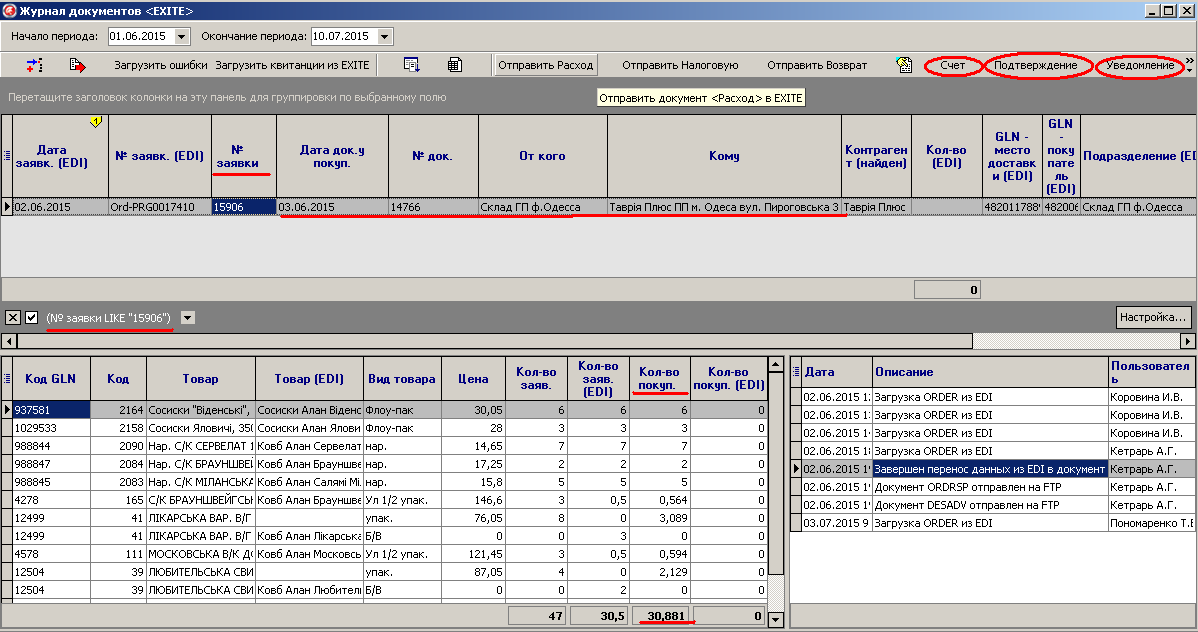 Журнал документов <EXITE>
Начало периода: 01.06.2015 Окончание периода: 10.07.2015
Загрузить ошибки Загрузить квитанции из EXITE Отправить Расход Отправить Налоговую Отправить Возврат Счет Подтверждение Уведомление
Перетащите заголовок колонки на эту панель для группировки по выбранному полю
Отправить документ <Расход> в EXITE
1
Дата заявк. (EDI) № заявк. (EDI) № заявки Дата док.у покуп. № док. От кого Кому Контрагент (найден) Кол-во (EDI) GLN - место доставки (EDI) GLN - покупатель (EDI) Подразделение (EDI
02.06.2015 Ord-PRG0017410 15906 03.06.2015 14766 Склад ГП ф.Одесса Таврія Плюс ПП м. Одеса вул. Пироговська 3 Таврія Плюс 482011788 482006 Склад ГП ф.Одесса
0
(№ заявки LIKE "15906") Настройка...
Код GLN Код Товар Товар (EDI) Вид товара Цена Кол-во заяв. Кол-во заяв. (EDI) Кол-во покуп. Кол-во покуп. (EDI)
937581 2164 Сосиски "Віденські", Сосиски Алан Віденс Флоу-пак 30,05 6 6 6 0
1029533 2158 Сосиски Яловичі, 350 Сосиски Алан Ялови Флоу-пак 28 3 3 3 0
988844 2090 Нар. С/К СЕРВЕЛАТ 1 Ковб Алан Сервелат нар. 14,65 7 7 7 0
988847 2084 Нар. С/К БРАУНШВЕЙ Ковб Алан Брауншве нар. 17,25 2 2 2 0
988845 2083 Нар. С/К МІЛАНСЬКА Ковб Алан Салямі Мі. нар. 15,8 5 5 5 0
4278 165 С/К БРАУНШВЕЙГСЬК Ковб Алан Брауншве Ул 1/2 упак. 146,6 3 0,5 0,564 0
12499 41 ЛІКАРСЬКА ВАР. В/Г упак. 76,05 8 0 3,089 0
12499 41 ЛІКАРСЬКА ВАР. В/Г Ковб Алан Лікарська Б/В 0 0 3 0 0
4578 111 МОСКОВСЬКА В/К ДО Ковб Алан Московсь Ул 1/2 упак. 121,45 3 0,5 0,594 0
12504 39 ЛЮБИТЕЛЬСЬКА СВИ упак. 87,05 4 0 2,129 0
12504 39 ЛЮБИТЕЛЬСЬКА СВИ Ковб Алан Любител Б/В 0 0 2 0 0
47 30,5 30,881 0
Дата Описание Пользователь
02.06.2015 1 Загрузка ORDER из EDI Коровина И.В.
02.06.2015 1 Загрузка ORDER из EDI Коровина И.В.
02.06.2015 1 Загрузка ORDER из EDI Коровина И.В.
02.06.2015 1 Загрузка ORDER из EDI Кетрарь А.Г.
02.06.2015 1 Завершен перенос данных из EDI в документ Кетрарь А.Г.
02.06.2015 1 Документ ORDRSP отправлен на FTP Кетрарь А.Г.
02.06.2015 1 Документ DESADV отправлен на FTP Кетрарь А.Г.
03.07.2015 9 Загрузка ORDER из EDI Пономаренко Т.В